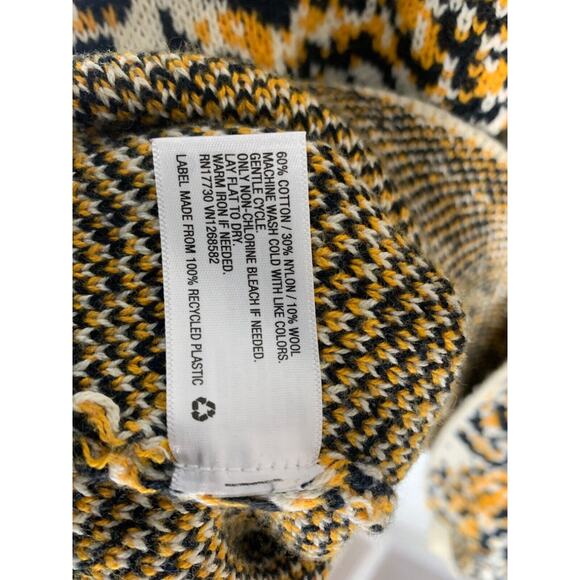 60% COTTON / 30% NYLON / 10% WOOL
MACHINE WASH COLD WITH LIKE COLORS.
GENTLE CYCLE.
ONLY NON-CHLORINE BLEACH IF NEEDED.
LAY FLAT TO DRY.
WARM IRON IF NEEDED.
RN17730 VN1268582
LABEL MADE FROM 100% RECYCLED PLASTIC